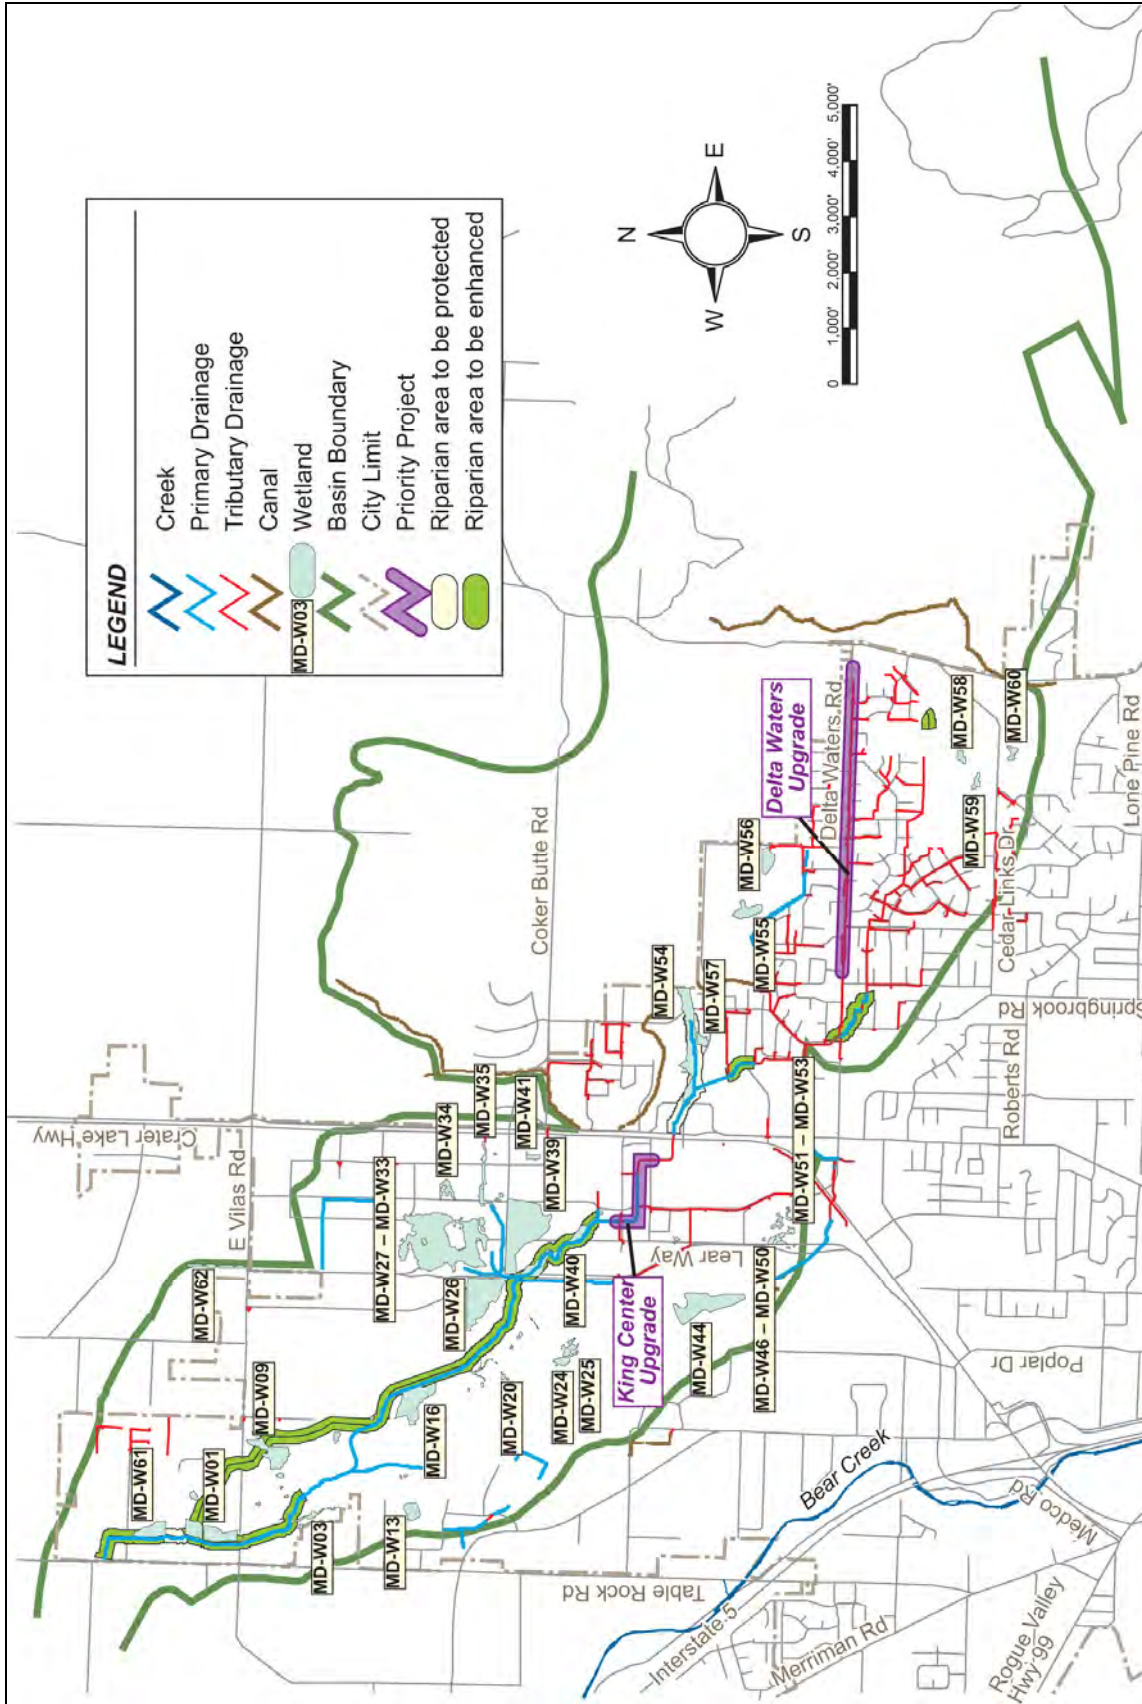 LEGEND
Creek
Primary Drainage
Tributary Drainage
Canal
MD-W03
Wetland
Basin Boundary
City Limit
Priority Project
Riparian area to be protected
Riparian area to be enhanced
N
W
E
S
0
1,000'
2,000'
3,000'
4,000'
5,000'
Crater Lake Hwy
E Vilas Rd
Coker Butte Rd
MD-W62
MD-W61
MD-W01
MD-W09
MD-W03
MD-W13
MD-W16
MD-W20
MD-W24
MD-W25
MD-W26
MD-W27 – MD-W33
MD-W34
MD-W35
MD-W41
MD-W39
MD-W40
MD-W44
MD-W46 – MD-W50
MD-W51 – MD-W53
MD-W54
MD-W57
MD-W55
MD-W56
MD-W58
MD-W59
MD-W60
King Center
Upgrade
Delta Waters
Upgrade
Delta Waters Rd
Lear Way
Cedar Links Dr
Lone Pine Rd
Springbrook Rd
Roberts Rd
Poplar Dr
Table Rock Rd
Bear Creek
Interstate 5
Merriman Rd
Medco Rd
Rogue Valley
Hwy 99